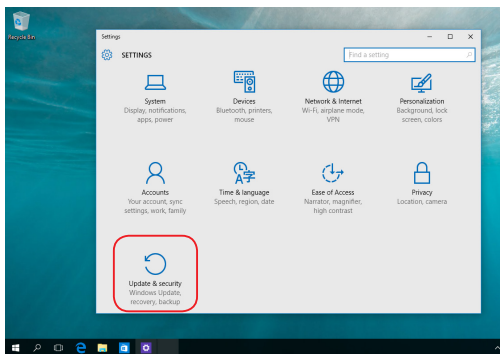 Recycle Bin
Settings
SETTINGS
Find a setting
System
Display, notifications,
apps, power
Devices
Bluetooth, printers,
mouse
Network & Internet
Wi-Fi, airplane mode,
VPN
Personalization
Background, lock
screen, colors
Accounts
Your account, sync
settings, work, family
Time & language
Speech, region, date
Ease of Access
Narrator, magnifier,
high contrast
Privacy
Location, camera
Update & security
Windows Update,
recovery, backup